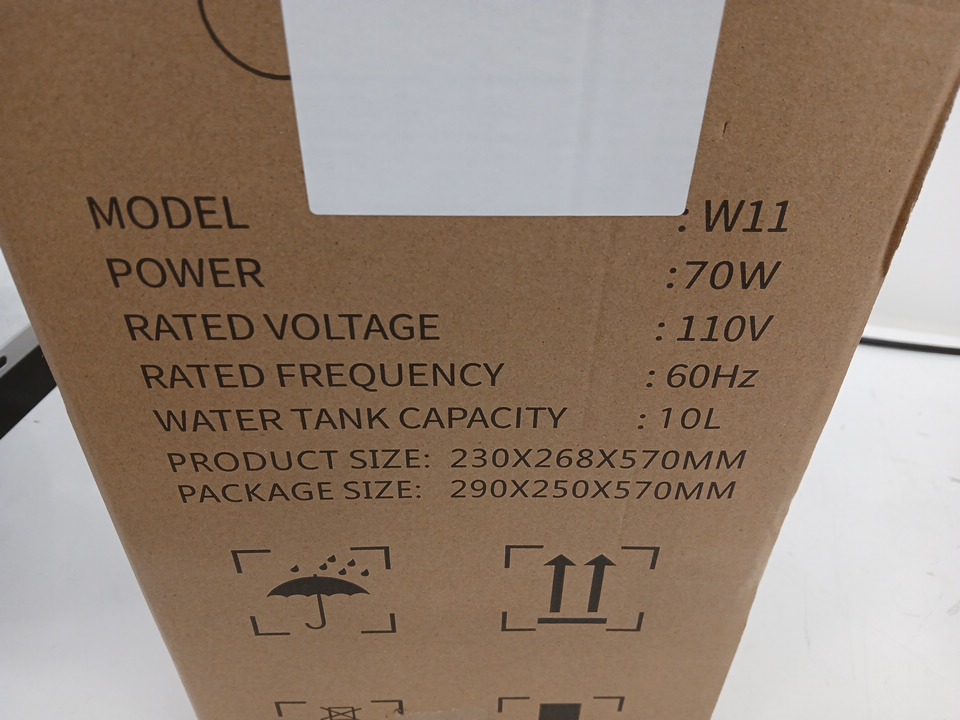 MODEL : W11
POWER :70W
RATED VOLTAGE : 110V
RATED FREQUENCY : 60Hz
WATER TANK CAPACITY : 10L
PRODUCT SIZE: 230X268X570MM
PACKAGE SIZE: 290X250X570MM